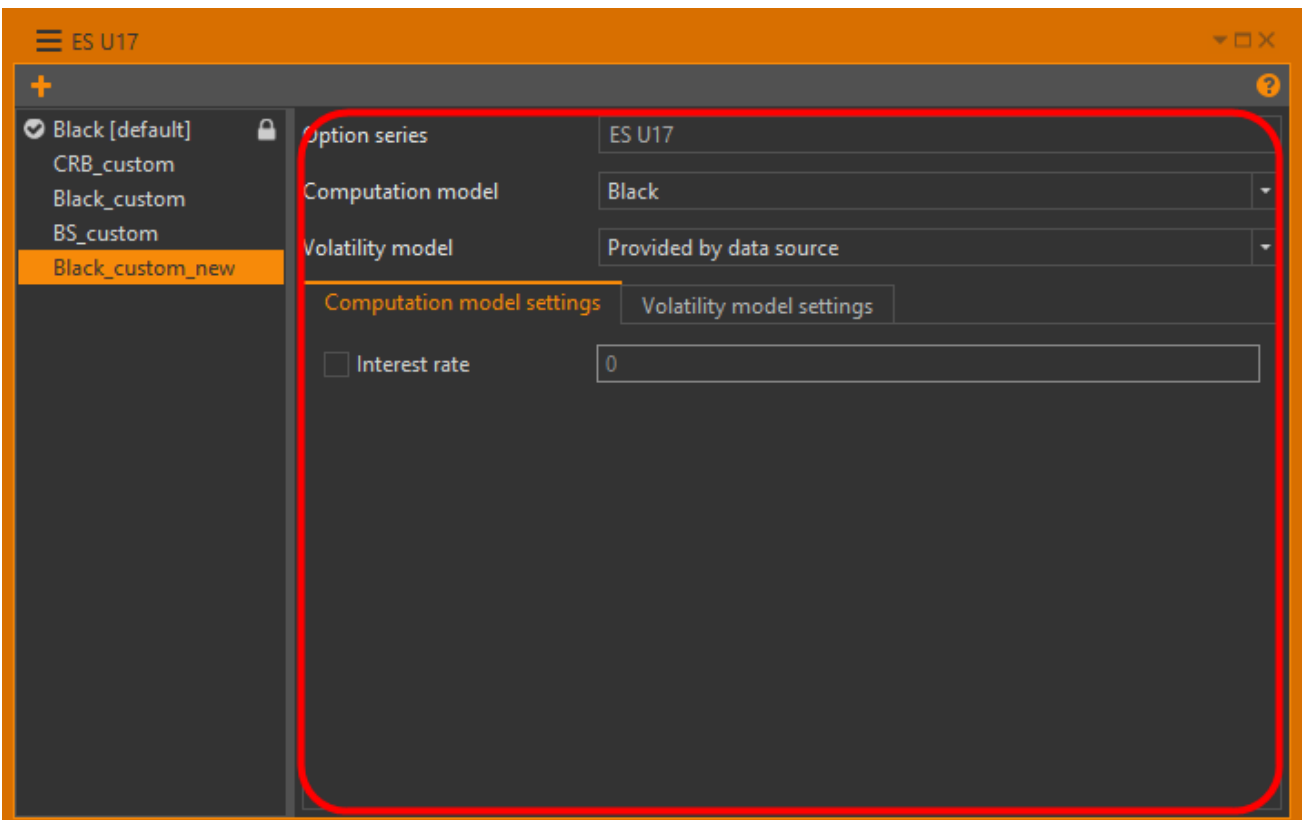 ES U17
Black [default]
CRB_custom
Black_custom
BS_custom
Black_custom_new
Option series ES U17
Computation model Black
Volatility model Provided by data source
Computation model settings Volatility model settings
Interest rate 0